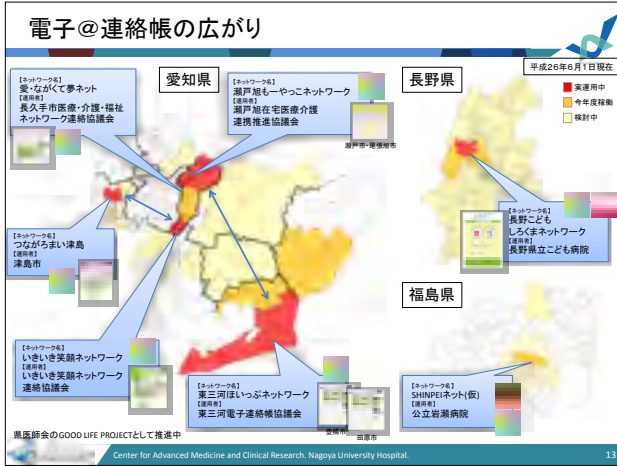 電子@連絡帳の広がり
平成26年6月1日現在
愛知県
長野県
福島県
実運用中
今年度稼働
検討中
【ネットワーク名】
愛・ながくて夢ネット
【運用者】
長久手市医療・介護・福祉
ネットワーク連絡協議会
【ネットワーク名】
瀬戸旭もーやっこネットワーク
【運用者】
瀬戸旭在宅医療介護
連携推進協議会
瀬戸市・尾張旭市
【ネットワーク名】
つながろまい津島
【運用者】
津島市
【ネットワーク名】
いきいき笑顔ネットワーク
【運用者】
いきいき笑顔ネットワーク
連絡協議会
【ネットワーク名】
東三河ほいっぷネットワーク
【運用者】
東三河電子連絡帳協議会
豊橋市
田原市
【ネットワーク名】
長野こども
しろくまネットワーク
【運用者】
長野県立こども病院
【ネットワーク名】
SHINPEIネット(仮)
【運用者】
公立岩瀬病院
県医師会のGOOD LIFE PROJECTとして推進中
Center for Advanced Medicine and Clinical Research. Nagoya University Hospital.
13